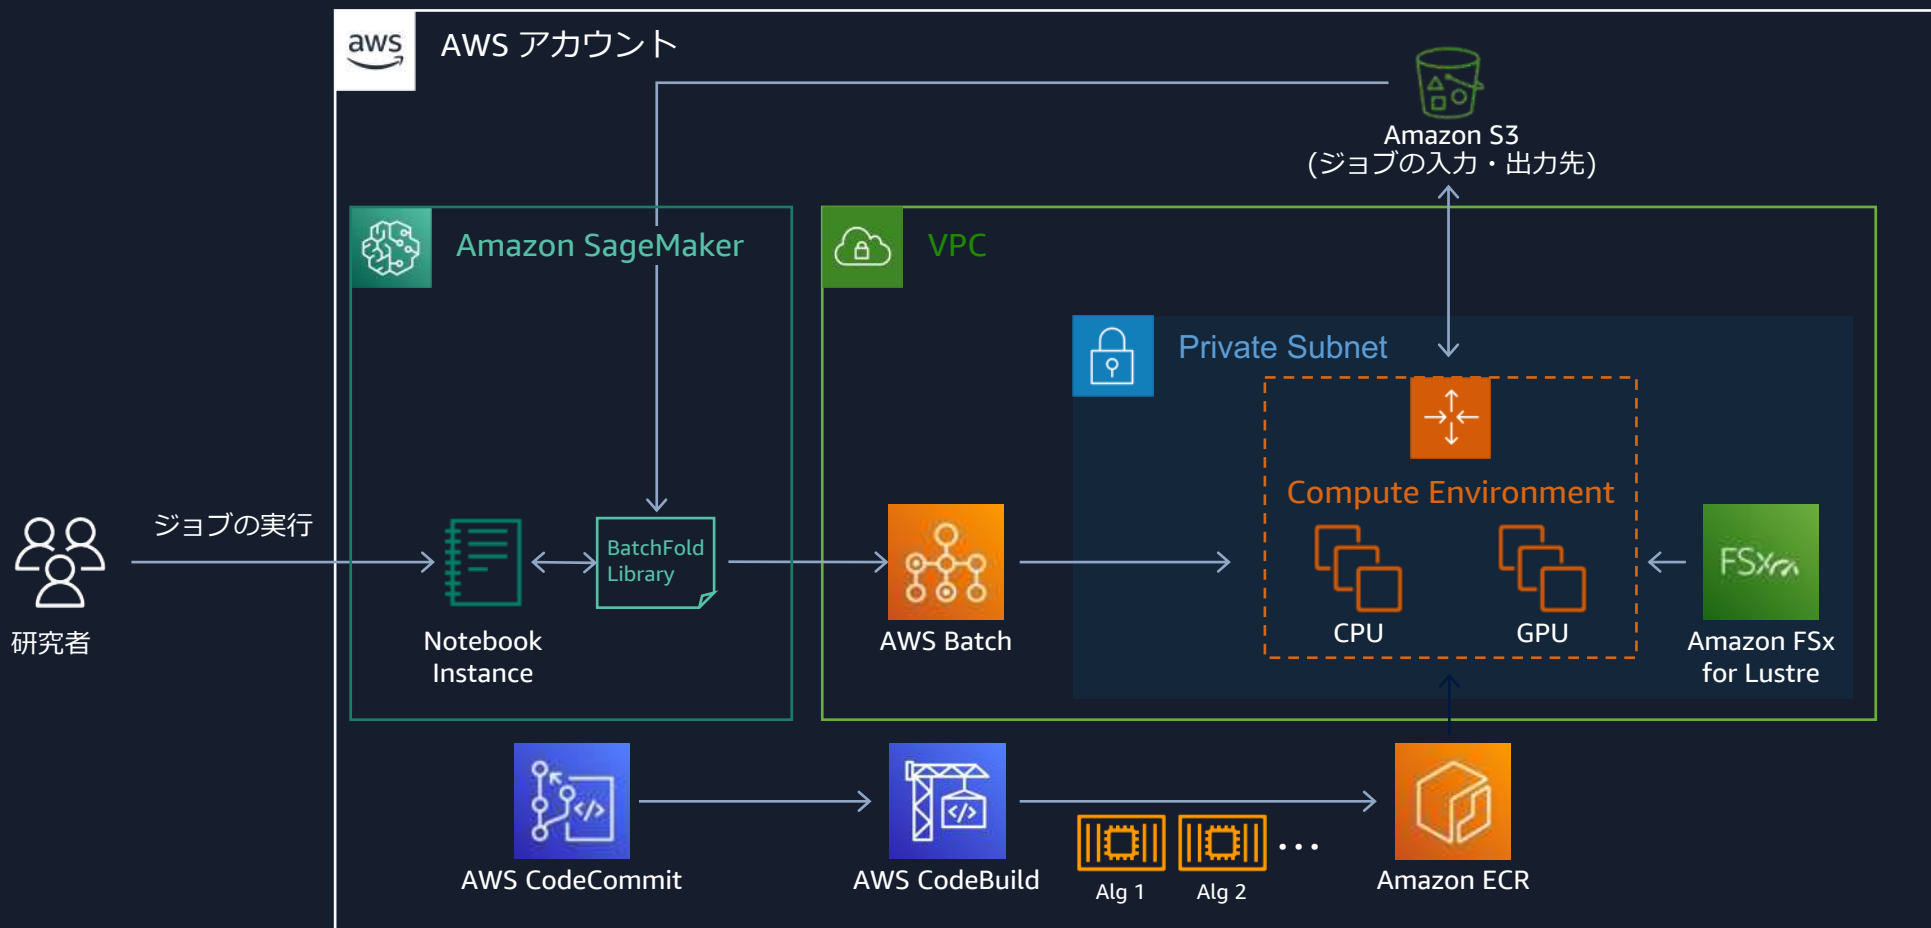 aws
AWS アカウント
Amazon S3
(ジョブの入力・出力先)
Amazon SageMaker
VPC
Private Subnet
Compute Environment
ジョブの実行
BatchFold
Library
FSx
研究者
Notebook
Instance
AWS Batch
CPU
GPU
Amazon FSx
for Lustre
</>
</>
AWS CodeCommit
AWS CodeBuild
Alg 1
Alg 2
...
Amazon ECR